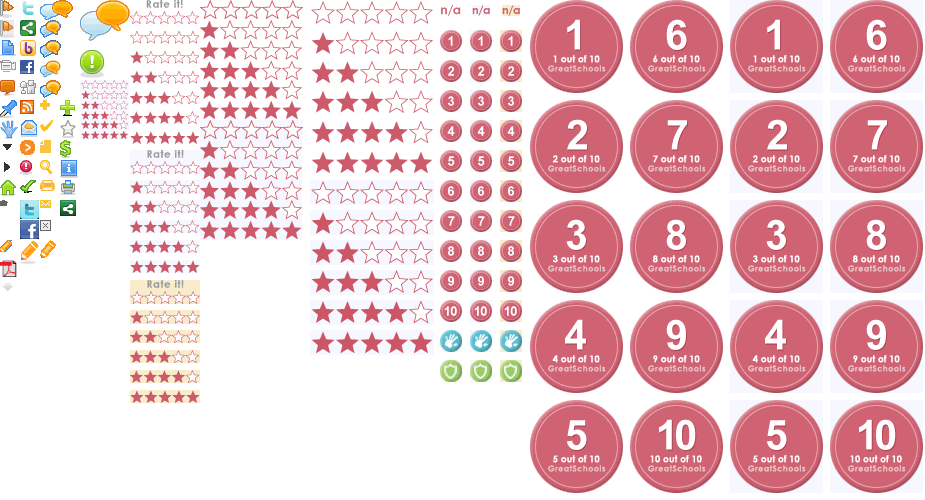 Rate it!
Rate it!
Rate it!
n/a n/a n/a
1 1 1
2 2 2
3 3 3
4 4 4
5 5 5
6 6 6
7 7 7
8 8 8
9 9 9
10 10 10
1
1 out of 10
GreatSchools
6
6 out of 10
GreatSchools
1
1 out of 10
GreatSchools
6
6 out of 10
GreatSchools
2
2 out of 10
GreatSchools
7
7 out of 10
GreatSchools
2
2 out of 10
GreatSchools
7
7 out of 10
GreatSchools
3
3 out of 10
GreatSchools
8
8 out of 10
GreatSchools
3
3 out of 10
GreatSchools
8
8 out of 10
GreatSchools
4
4 out of 10
GreatSchools
9
9 out of 10
GreatSchools
4
4 out of 10
GreatSchools
9
9 out of 10
GreatSchools
5
5 out of 10
GreatSchools
10
10 out of 10
GreatSchools
5
5 out of 10
GreatSchools
10
10 out of 10
GreatSchools